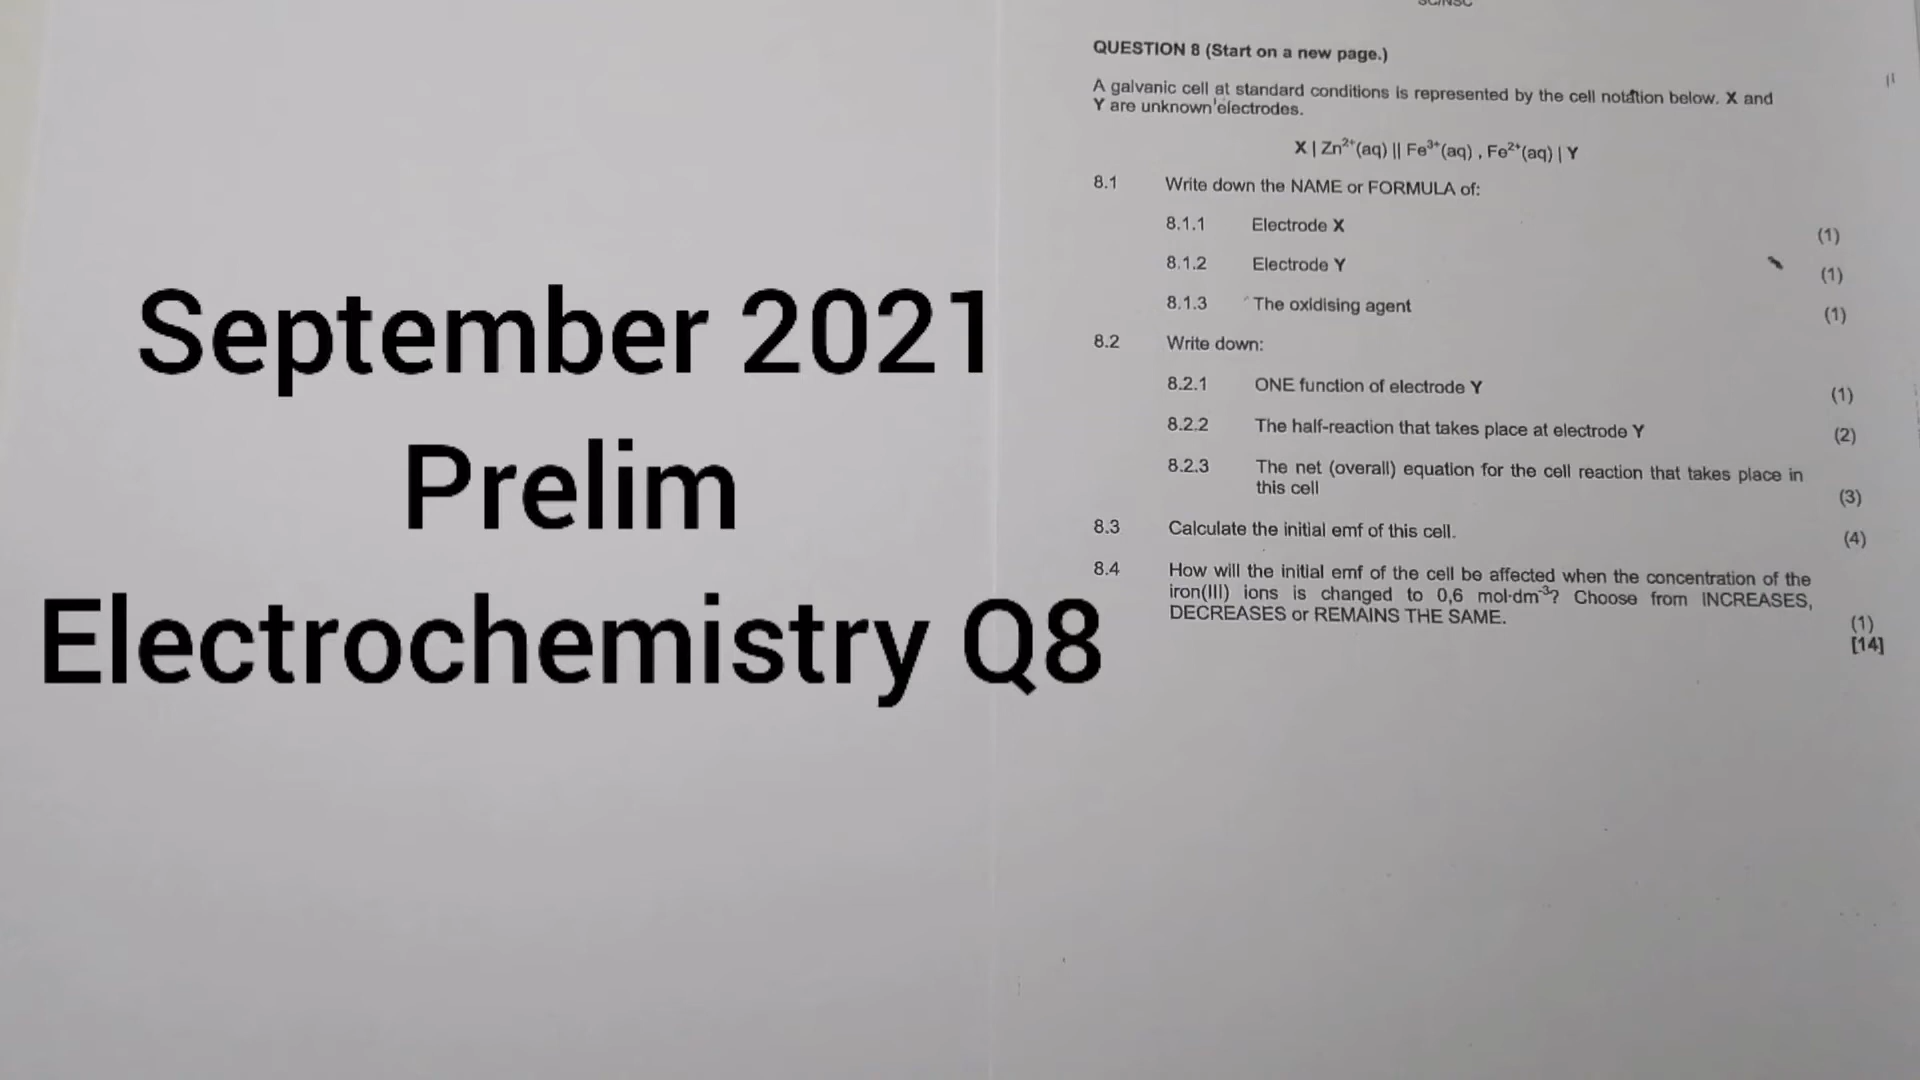 September 2021
Prelim
Electrochemistry Q8
QUESTION 8 (Start on a new page.)
A galvanic cell at standard conditions is represented by the cell notation below. X and
Y are unknown electrodes.
X | Zn²⁺(aq) || Fe³⁺(aq) , Fe²⁺(aq) | Y
8.1 Write down the NAME or FORMULA of:
8.1.1 Electrode X (1)
8.1.2 Electrode Y (1)
8.1.3 The oxidising agent (1)
8.2 Write down:
8.2.1 ONE function of electrode Y (1)
8.2.2 The half-reaction that takes place at electrode Y (2)
8.2.3 The net (overall) equation for the cell reaction that takes place in
this cell (3)
8.3 Calculate the initial emf of this cell. (4)
8.4 How will the initial emf of the cell be affected when the concentration of the
iron(III) ions is changed to 0,6 mol·dm⁻³? Choose from INCREASES,
DECREASES or REMAINS THE SAME. (1)
[14]